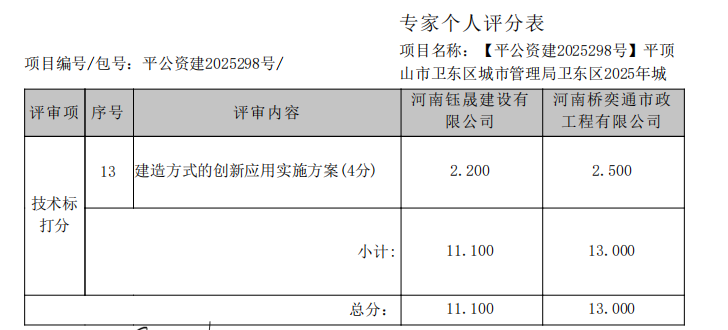 专家个人评分表
项目编号/包号：平公资建2025298号/
项目名称：【平公资建2025298号】平顶
山市卫东区城市管理局卫东区2025年城
评审项 序号 评审内容 河南钰晟建设有
限公司 河南桥奕通市政
工程有限公司
技术标
打分
13 建造方式的创新应用实施方案(4分) 2.200 2.500
小计: 11.100 13.000
总分: 11.100 13.000